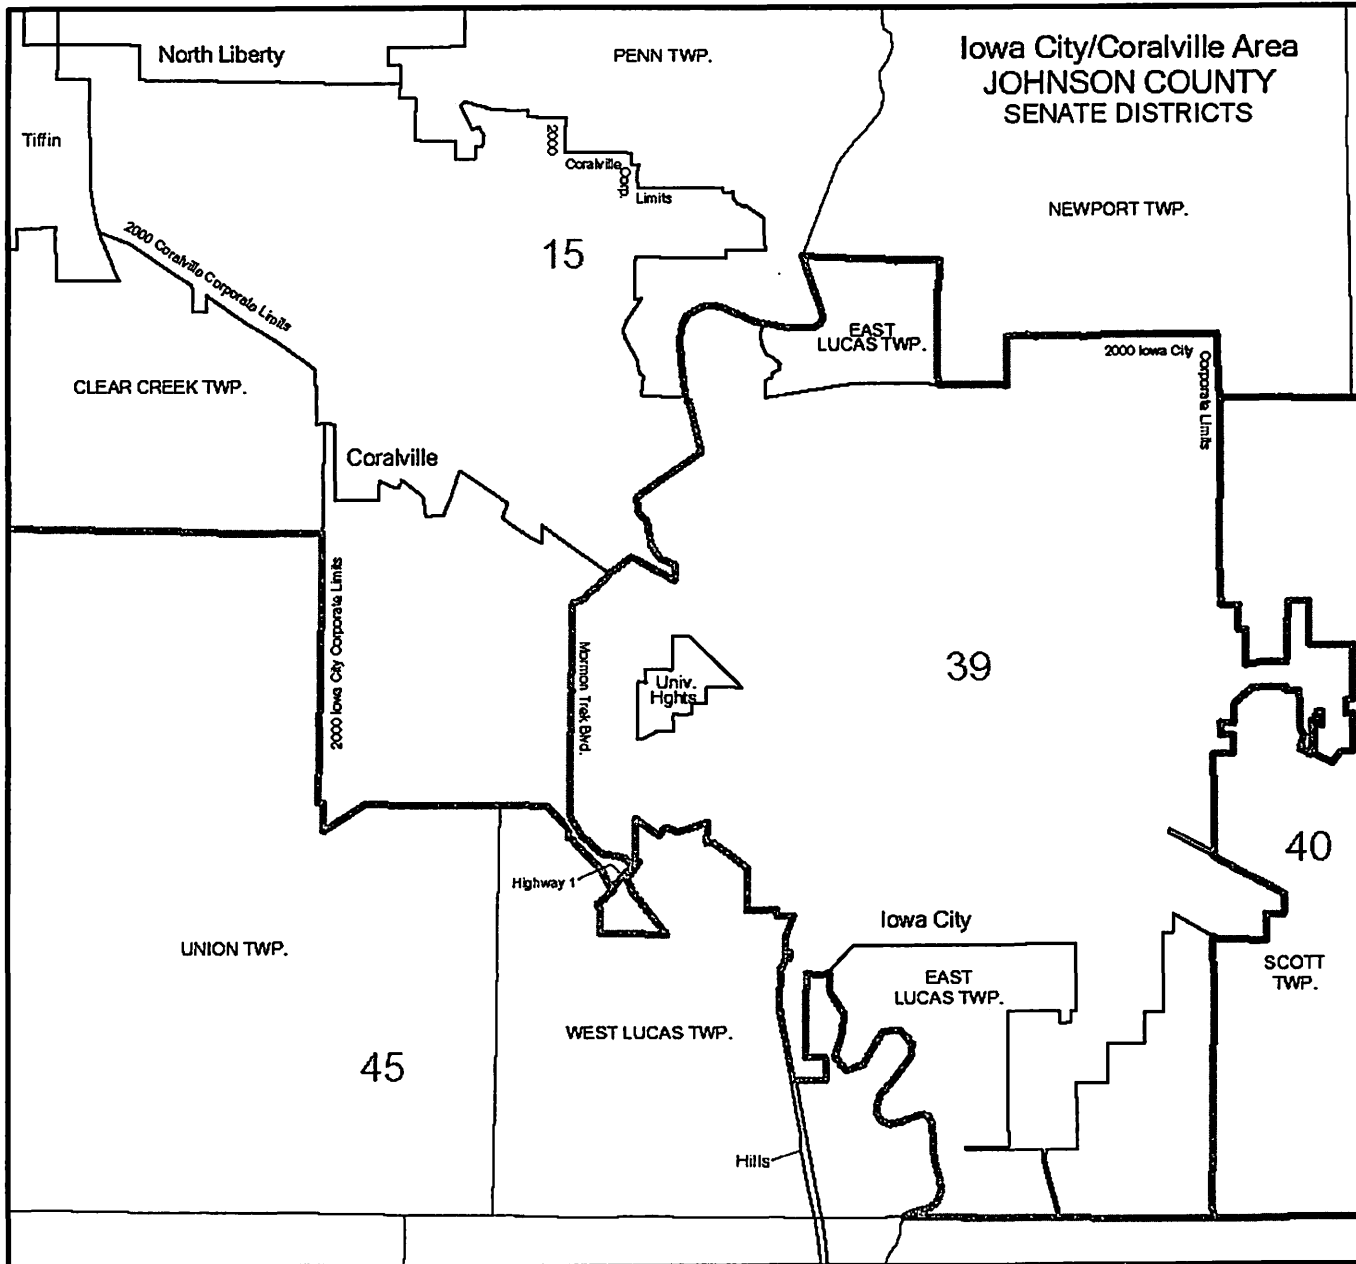 Iowa City/Coralville Area
JOHNSON COUNTY
SENATE DISTRICTS
North Liberty
PENN TWP.
Tiffin
2000
Coralville
Corp.
Limits
NEWPORT TWP.
15
2000 Coralville Corporate Limits
EAST
LUCAS TWP.
2000 Iowa City
Corporate Limits
CLEAR CREEK TWP.
Coralville
2000 Iowa City Corporate Limits
Mormon Trek Blvd.
Univ.
Hghts
39
40
Highway 1
Iowa City
UNION TWP.
EAST
LUCAS TWP.
SCOTT
TWP.
WEST LUCAS TWP.
45
Hills